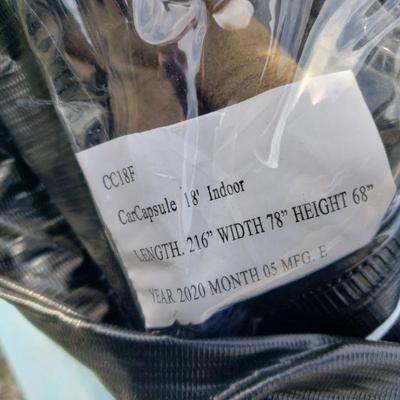 CC18F
CarCapsule 18' Indoor
LENGTH. 216" WIDTH 78" HEIGHT 68"
YEAR 2020 MONTH 05 MFG. E